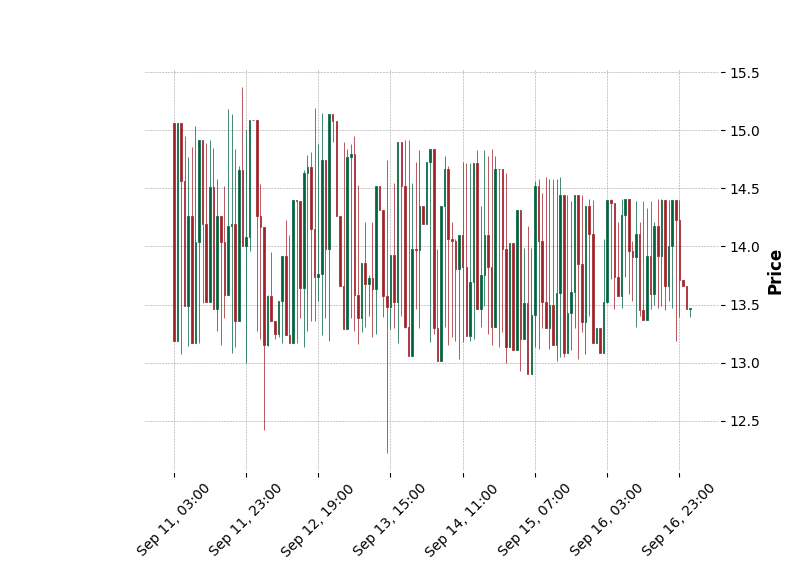 15.5
15.0
14.5
14.0
13.5
13.0
12.5
Price
Sep 11, 03:00
Sep 11, 23:00
Sep 12, 19:00
Sep 13, 15:00
Sep 14, 11:00
Sep 15, 07:00
Sep 16, 03:00
Sep 16, 23:00